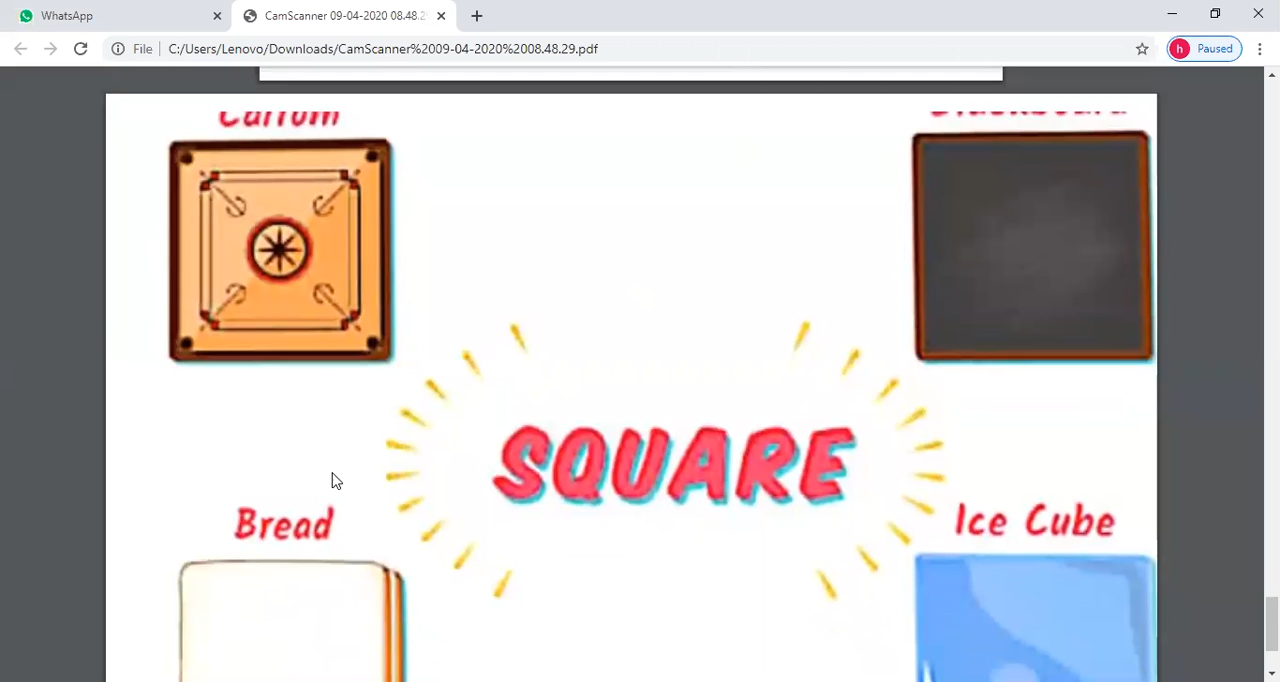 WhatsApp
CamScanner 09-04-2020 08.48.2
File
C:/Users/Lenovo/Downloads/CamScanner%2009-04-2020%2008.48.29.pdf
h Paused
Carrom
Blackboard
SQUARE
Bread
Ice Cube